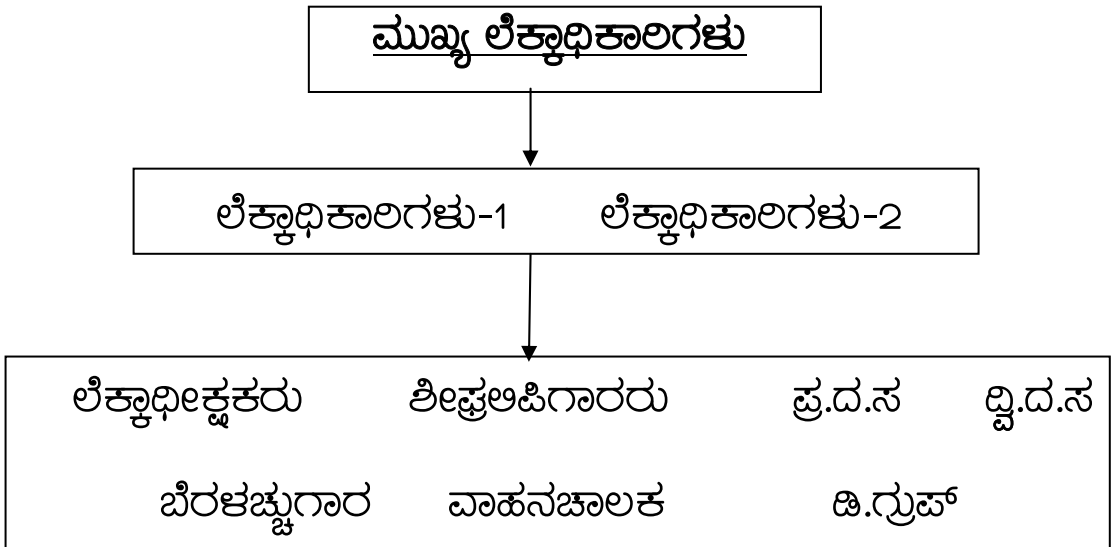 ಮುಖ್ಯ ಲೆಕ್ಕಾಧಿಕಾರಿಗಳು
ಲೆಕ್ಕಾಧಿಕಾರಿಗಳು-1 ಲೆಕ್ಕಾಧಿಕಾರಿಗಳು-2
ಲೆಕ್ಕಾಧೀಕ್ಷಕರು ಶೀಘ್ರಲಿಪಿಗಾರರು ಪ್ರ.ದ.ಸ ದ್ವಿ.ದ.ಸ
ಬೆರಳಚ್ಚುಗಾರ ವಾಹನಚಾಲಕ ಡಿ.ಗ್ರುಪ್